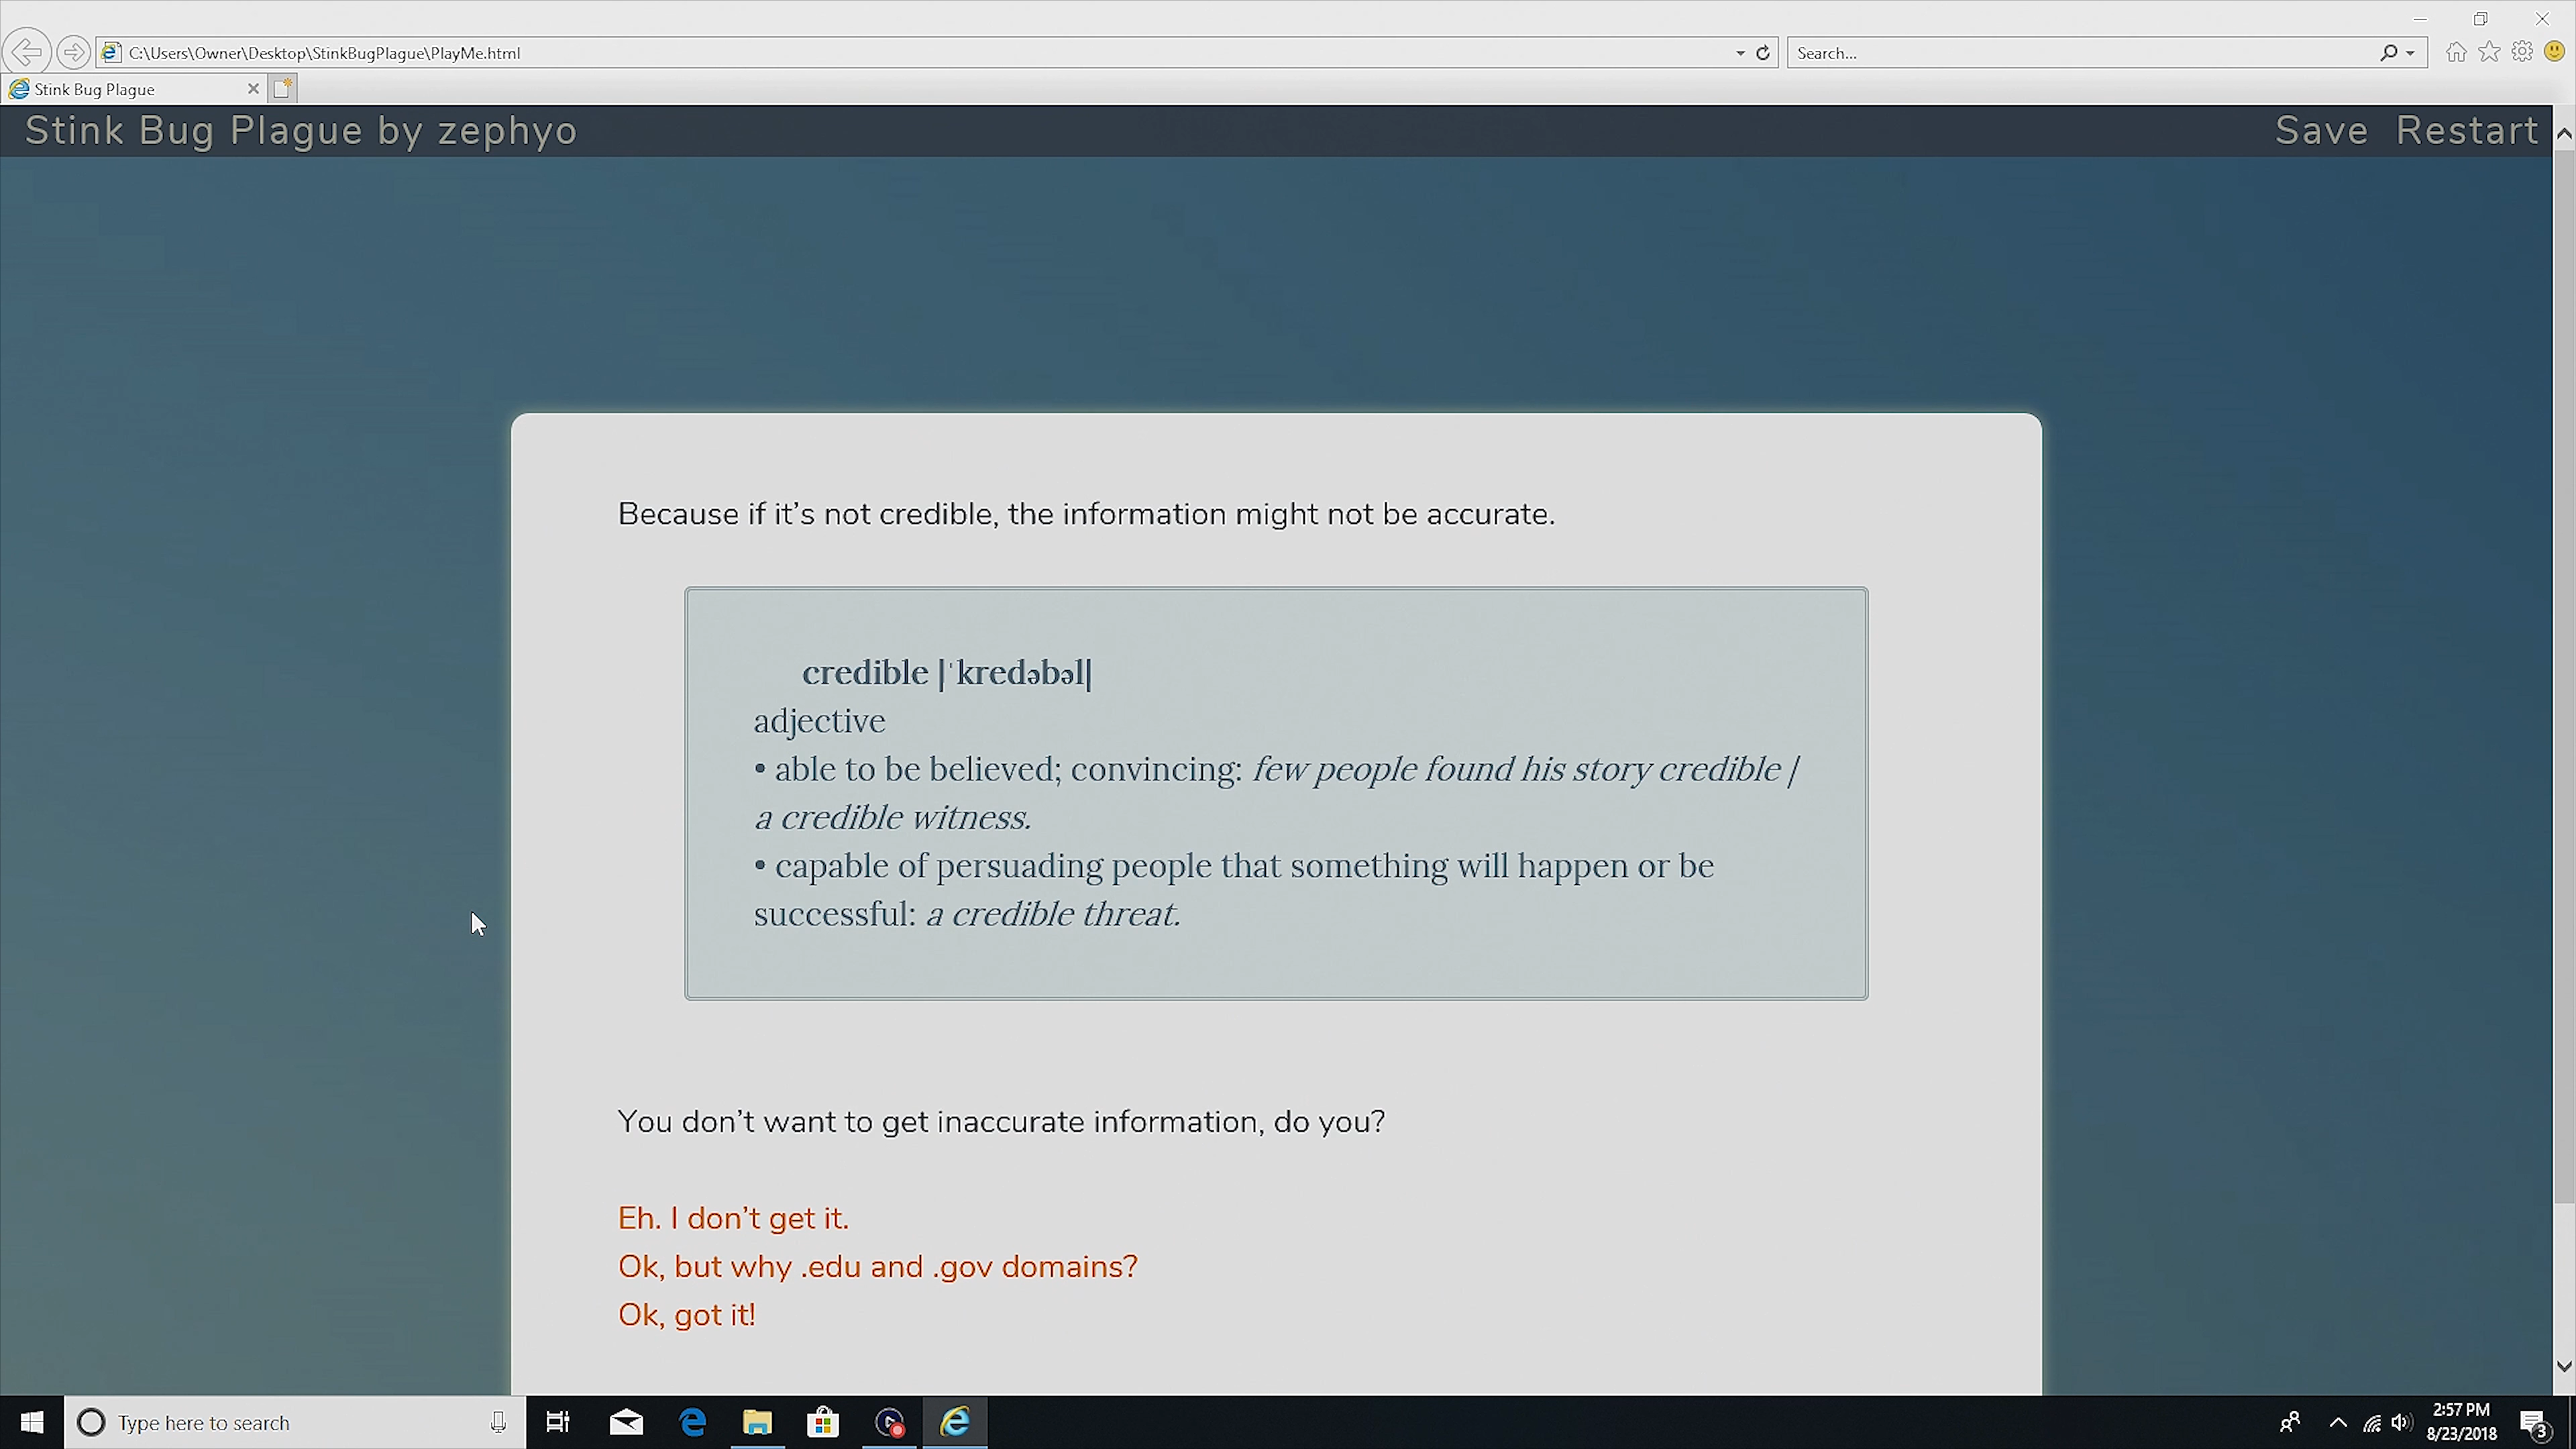 C:\Users\Owner\Desktop\StinkBugPlague\PlayMe.html
Search...
Stink Bug Plague
Stink Bug Plague by zephyo
Save Restart
Because if it’s not credible, the information might not be accurate.
credible |ˈkredəbəl|
adjective
• able to be believed; convincing: few people found his story credible |
a credible witness.
• capable of persuading people that something will happen or be
successful: a credible threat.
You don’t want to get inaccurate information, do you?
Eh. I don’t get it.
Ok, but why .edu and .gov domains?
Ok, got it!
Type here to search
2:57 PM
8/23/2018
3